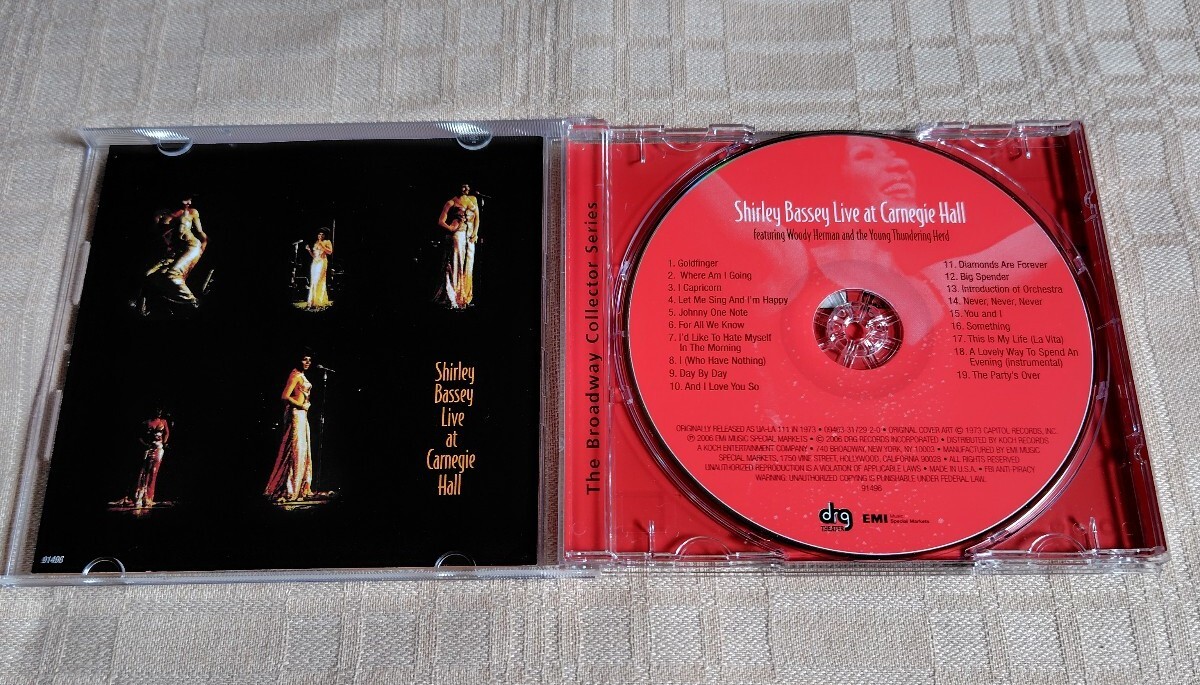 Shirley
Bassey
Live
at
Carnegie
Hall
91496
The Broadway Collector Series
Shirley Bassey Live at Carnegie Hall
featuring Woody Herman and the Young Thundering Herd
1. Goldfinger
2. Where Am I Going
3. I Capricorn
4. Let Me Sing And I'm Happy
5. Johnny One Note
6. For All We Know
7. I'd Like To Hate Myself
In The Morning
8. I (Who Have Nothing)
9. Day By Day
10. And I Love You So
11. Diamonds Are Forever
12. Big Spender
13. Introduction of Orchestra
14. Never, Never, Never
15. You and I
16. Something
17. This Is My Life (La Vita)
18. A Lovely Way To Spend An
Evening (Instrumental)
19. The Party's Over
ORIGINALLY RELEASED AS UA-LA 111 IN 1973 • 09463-31729 2-0 • ORIGINAL COVER ART © 1973 CAPITOL RECORDS, INC.
℗ 2006 EMI MUSIC SPECIAL MARKETS • © 2006 DRG RECORDS INCORPORATED • DISTRIBUTED BY KOCH RECORDS
A KOCH ENTERTAINMENT COMPANY • 740 BROADWAY, NEW YORK, NY 10003 • MANUFACTURED BY EMI MUSIC
SPECIAL MARKETS, 1750 VINE STREET, HOLLYWOOD, CALIFORNIA 90028 • ALL RIGHTS RESERVED
UNAUTHORIZED REPRODUCTION IS A VIOLATION OF APPLICABLE LAWS • MADE IN U.S.A. • FBI ANTI-PIRACY
WARNING: UNAUTHORIZED COPYING IS PUNISHABLE UNDER FEDERAL LAW.
91496
drg
THEATER
EMI Music
Special Markets